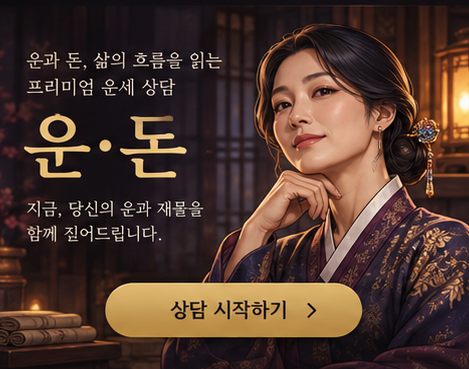 운과 돈, 삶의 흐름을 읽는
프리미엄 운세 상담
운·돈
지금, 당신의 운과 재물을
함께 짚어드립니다.
상담 시작하기 >